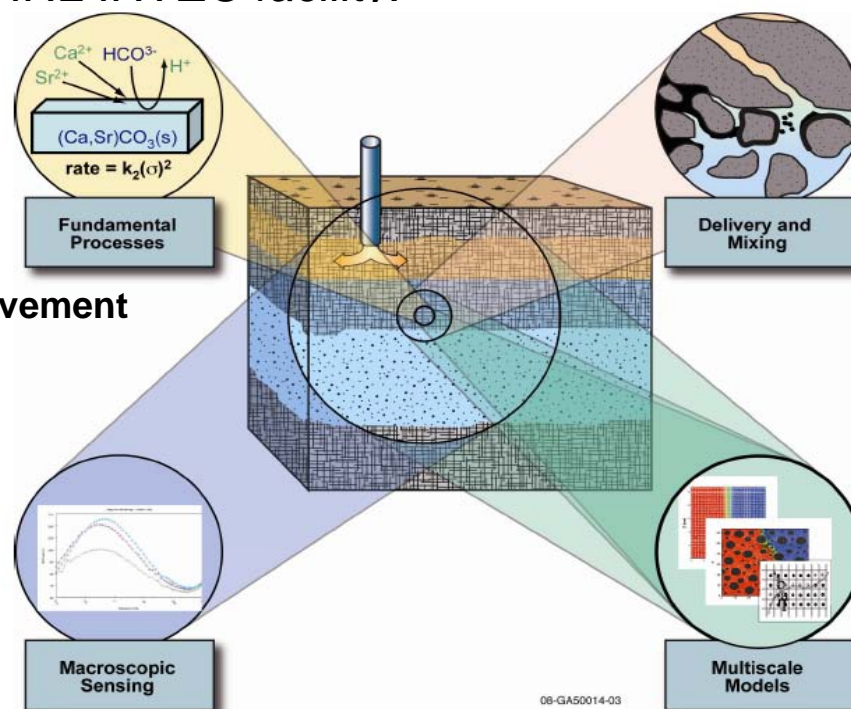 Ca²⁺ HCO³⁻
Sr²⁺ H⁺
(Ca,Sr)CO₃(s)
rate = k₂(σ)²
Fundamental
Processes
Delivery and
Mixing
vement
Macroscopic
Sensing
Multiscale
Models
08-GA50014-03